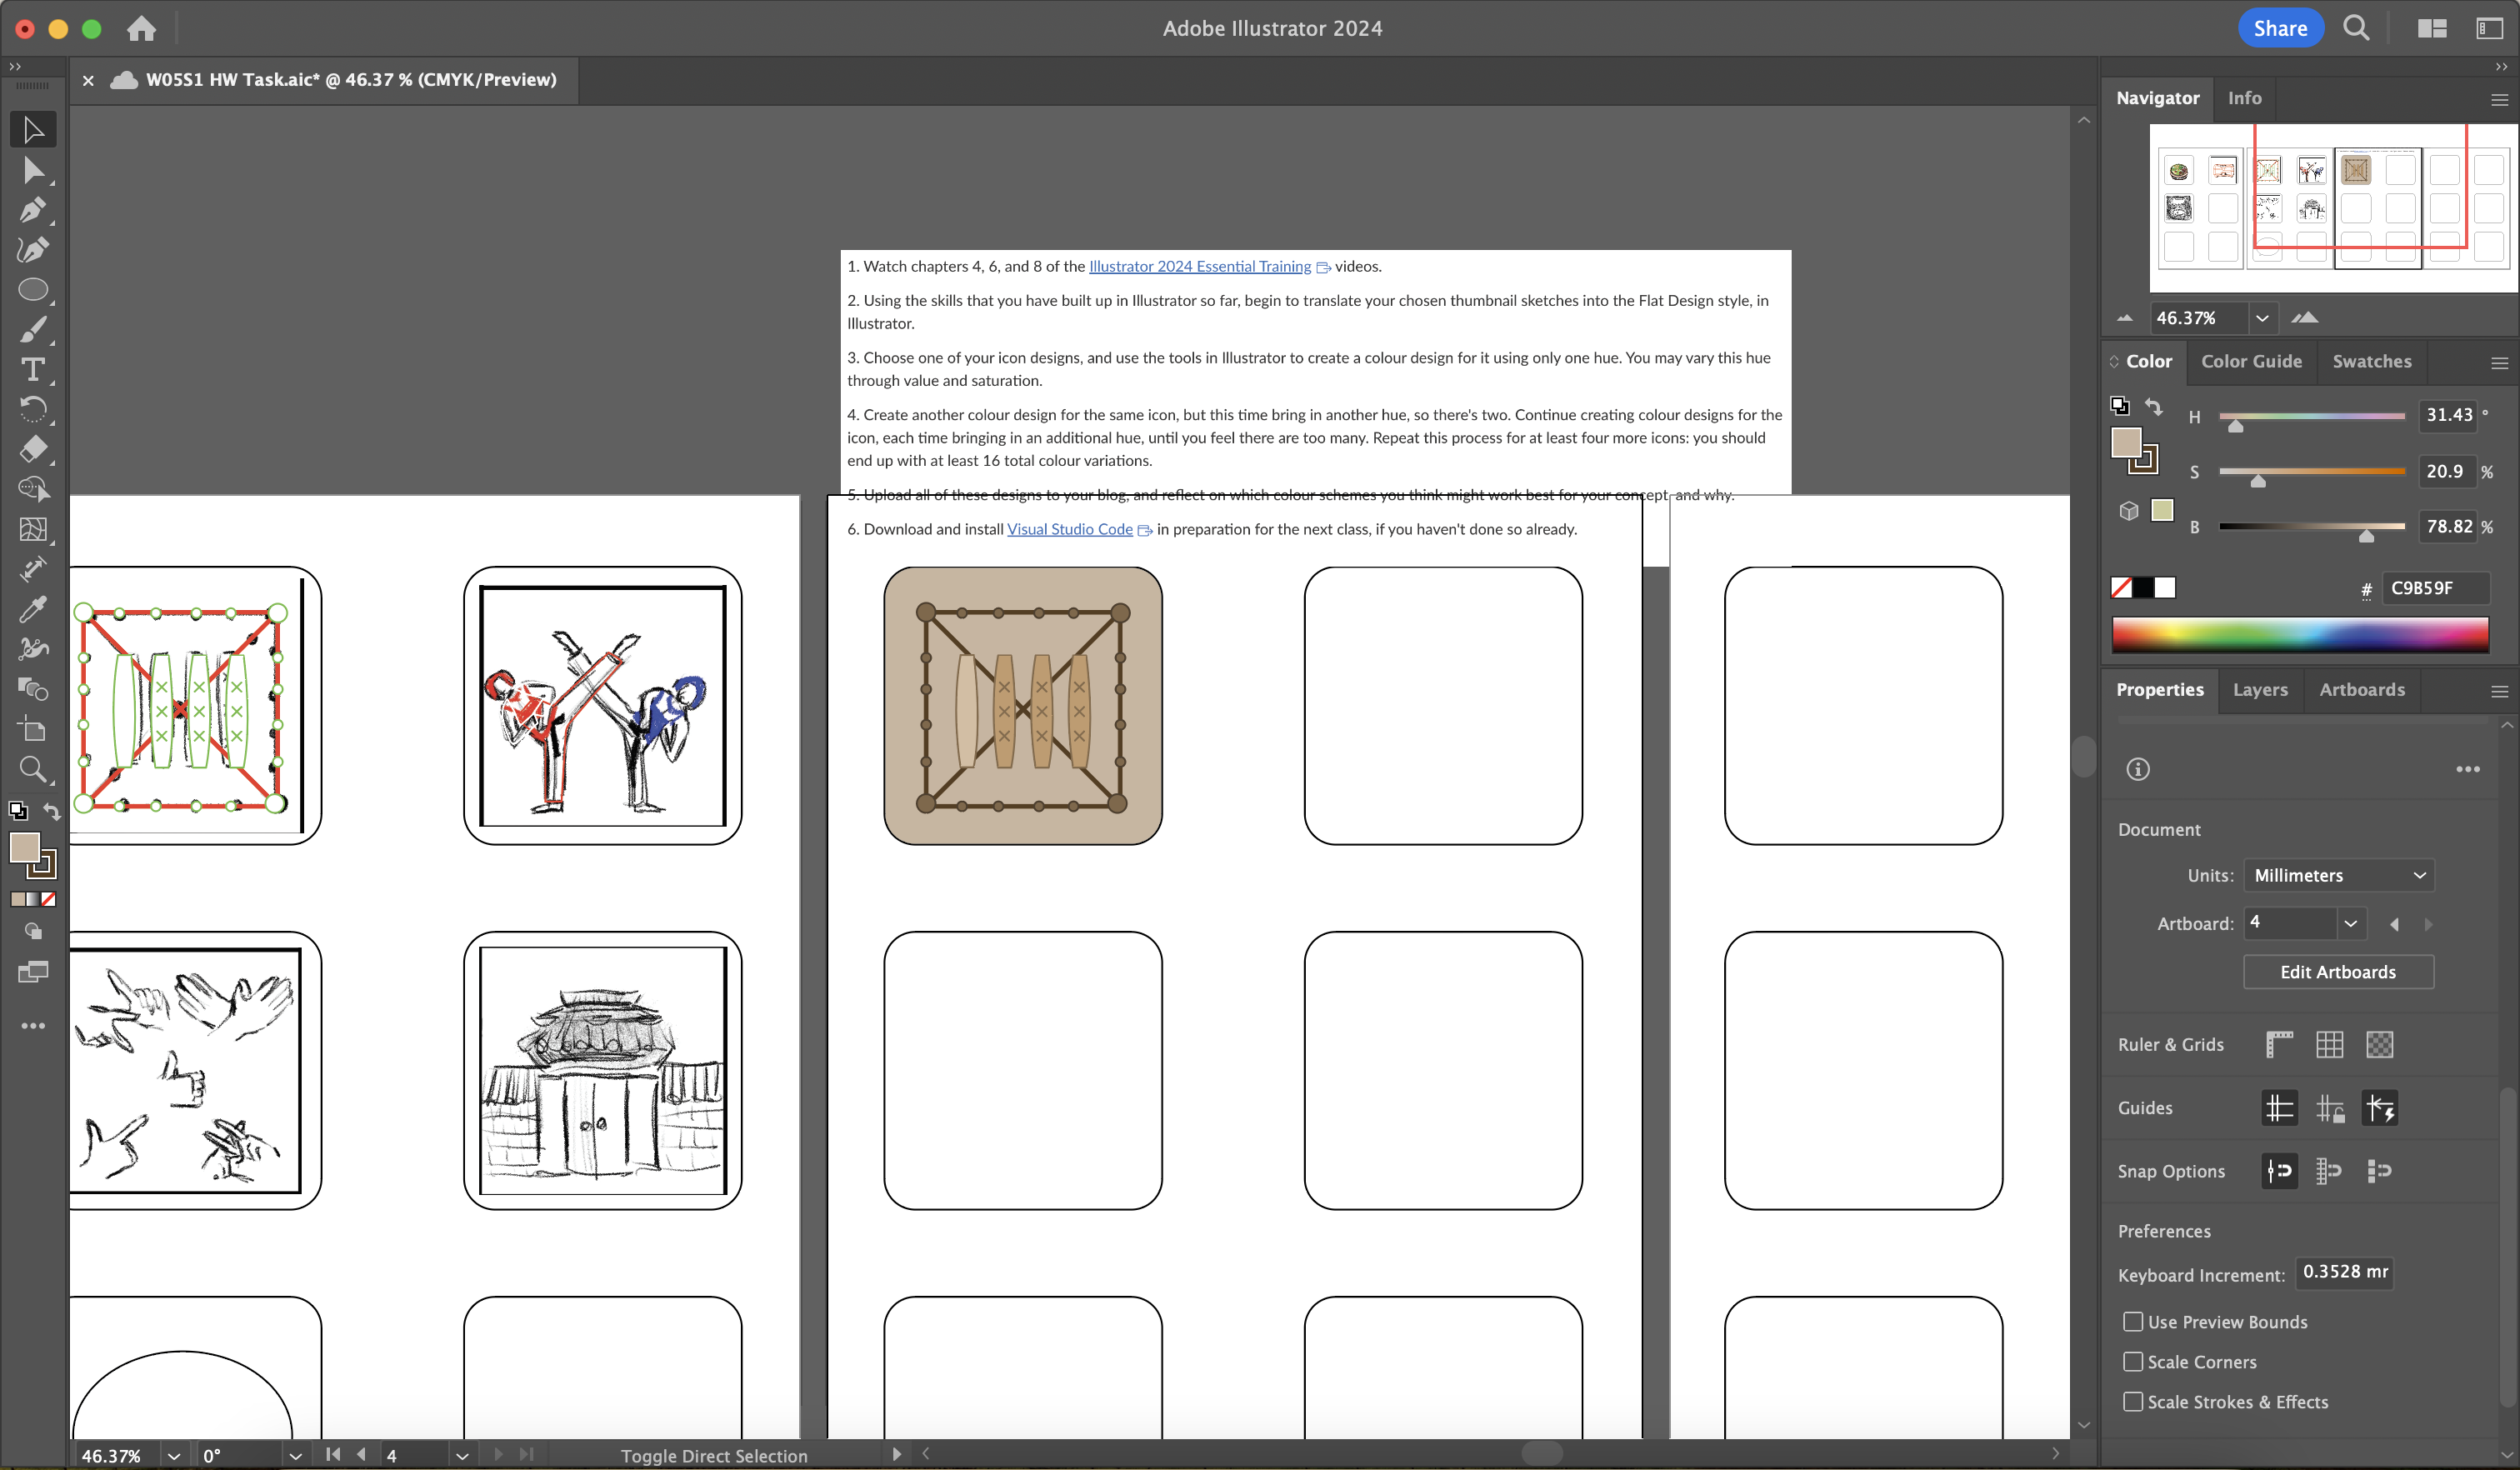 Adobe Illustrator 2024
Share
W05S1 HW Task.aic* @ 46.37 % (CMYK/Preview)
1. Watch chapters 4, 6, and 8 of the Illustrator 2024 Essential Training videos.
2. Using the skills that you have built up in Illustrator so far, begin to translate your chosen thumbnail sketches into the Flat Design style, in
Illustrator.
3. Choose one of your icon designs, and use the tools in Illustrator to create a colour design for it using only one hue. You may vary this hue
through value and saturation.
4. Create another colour design for the same icon, but this time bring in another hue, so there's two. Continue creating colour designs for the
icon, each time bringing in an additional hue, until you feel there are too many. Repeat this process for at least four more icons: you should
end up with at least 16 total colour variations.
5. Upload all of these designs to your blog, and reflect on which colour schemes you think might work best for your concept, and why.
6. Download and install Visual Studio Code in preparation for the next class, if you haven't done so already.
46.37%
0°
4
Toggle Direct Selection
Navigator
Info
46.37%
Color
Color Guide
Swatches
H 31.43 °
S 20.9 %
B 78.82 %
# C9B59F
Properties
Layers
Artboards
Document
Units: Millimeters
Artboard: 4
Edit Artboards
Ruler & Grids
Guides
Snap Options
Preferences
Keyboard Increment: 0.3528 mr
Use Preview Bounds
Scale Corners
Scale Strokes & Effects